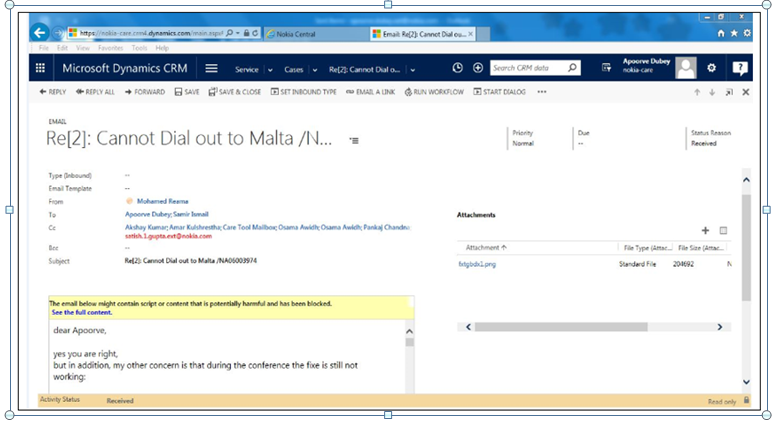 https://nokia-care.crm4.dynamics.com/main.aspx#
Nokia Central
Email: Re[2]: Cannot Dial out to Malta /NA0... ×
File Edit View Favorites Tools Help
Microsoft Dynamics CRM
Service
Cases
Re[2]: Cannot Dial o...
Search CRM data
Apoorve Dubey
nokia-care
REPLY
REPLY ALL
FORWARD
SAVE
SAVE & CLOSE
SET INBOUND TYPE
EMAIL A LINK
RUN WORKFLOW
START DIALOG
EMAIL
Re[2]: Cannot Dial out to Malta /N...
Priority
Normal
Due
--
Status Reason
Received
Type (Inbound) --
Email Template --
From Mohamed
To Apoorve Dubey; Samir Ismail
Cc Akshay Kumar; Amar Kulshrestha; Care Tool Mailbox; Osama Awidh; Osama Awidh; Pankaj
.gupta.ext@nokia.com
Bcc --
Subject Re[2]: Cannot Dial out to Malta /NA06003974
Attachments
Attachment File Type (Attac... File Size (Attac...
Standard File 204692 N
The email below might contain script or content that is potentially harmful and has been blocked.
See the full content.
dear Apoorve,
yes you are right,
but in addition, my other concern is that during the conference the fixe is still not
working:
Activity Status Received
Read only